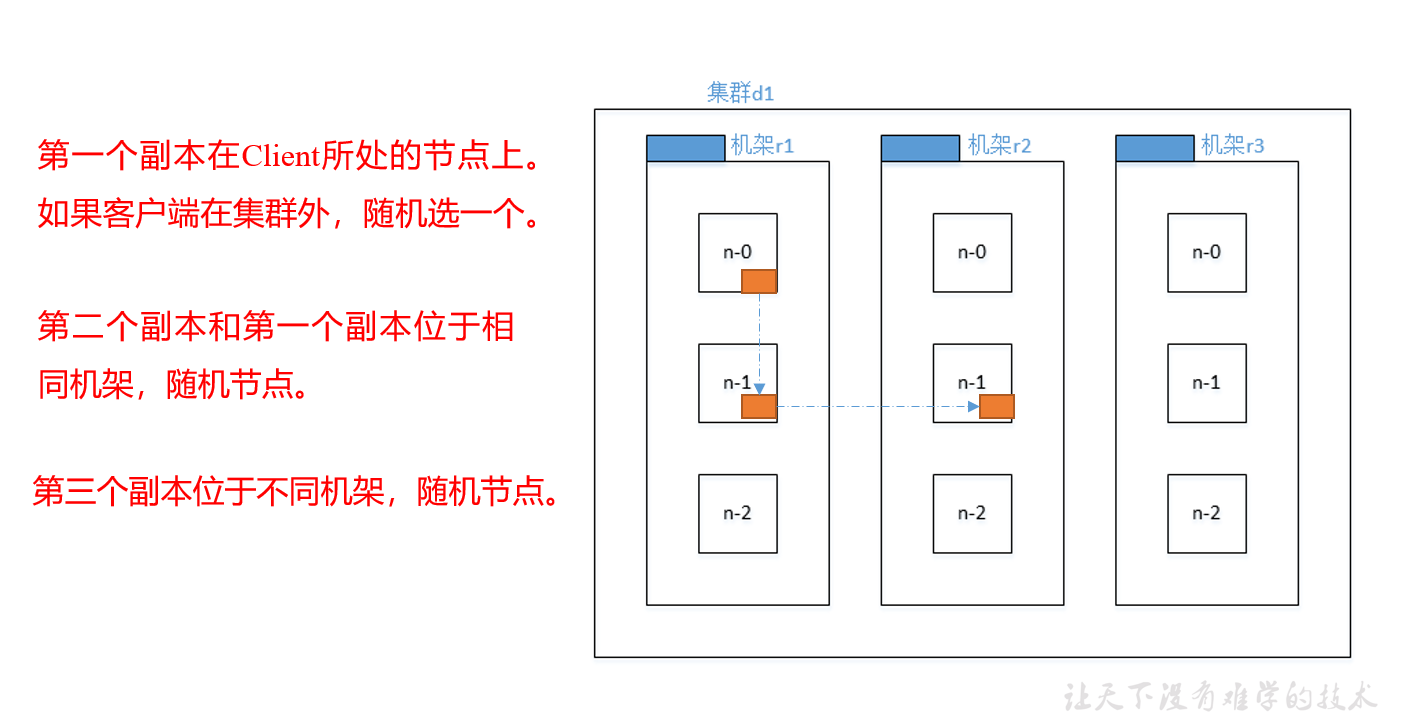 第一个副本在Client所处的节点上。
如果客户端在集群外，随机选一个。
第二个副本和第一个副本位于相
同机架，随机节点。
第三个副本位于不同机架，随机节点。
集群d1
机架r1
机架r2
机架r3
n-0
n-0
n-0
n-1
n-1
n-1
n-2
n-2
n-2
让天下没有难学的技术